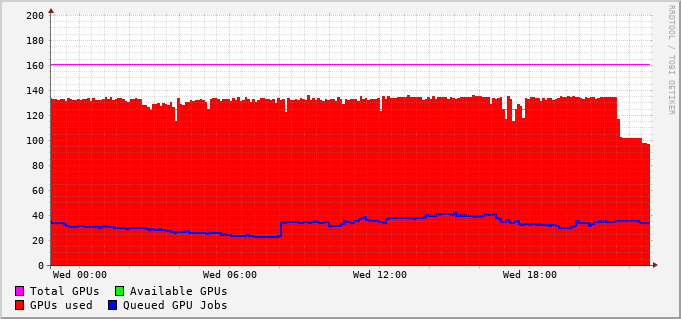 200
180
160
140
120
100
80
60
40
20
0
Wed 00:00 Wed 06:00 Wed 12:00 Wed 18:00
Total GPUs Available GPUs
GPUs used Queued GPU Jobs
RRDTOOL / TOBI OETIKER